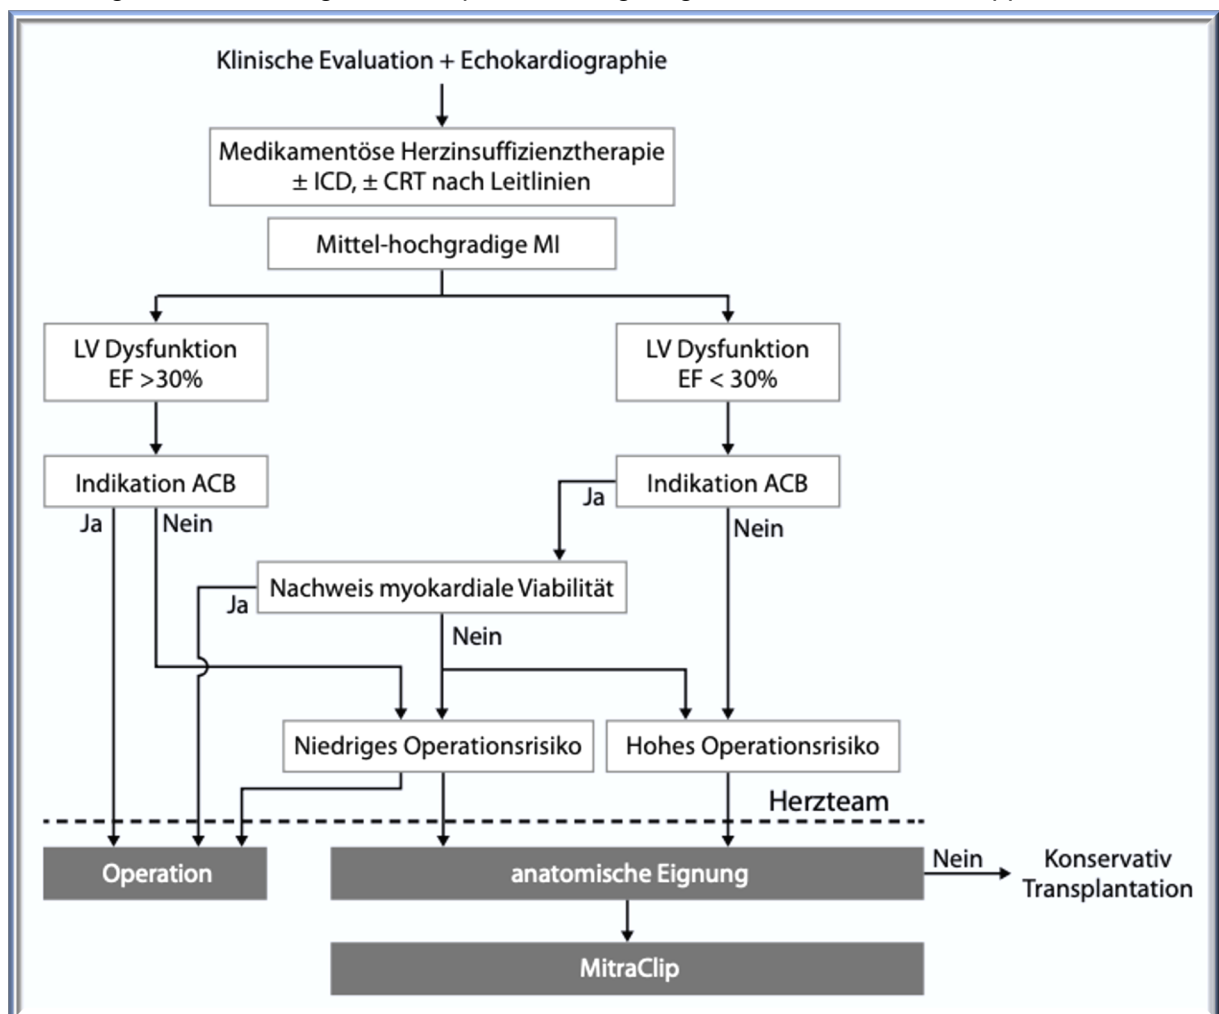 Klinische Evaluation + Echokardiographie
Medikamentöse Herzinsuffizienztherapie
± ICD, ± CRT nach Leitlinien
Mittel-hochgradige MI
LV Dysfunktion
EF >30%
LV Dysfunktion
EF < 30%
Indikation ACB
Indikation ACB
Ja
Nein
Ja
Nein
Nachweis myokardiale Viabilität
Ja
Nein
Niedriges Operationsrisiko
Hohes Operationsrisiko
Herzteam
Operation
anatomische Eignung
Nein
Konservativ
Transplantation
MitraClip